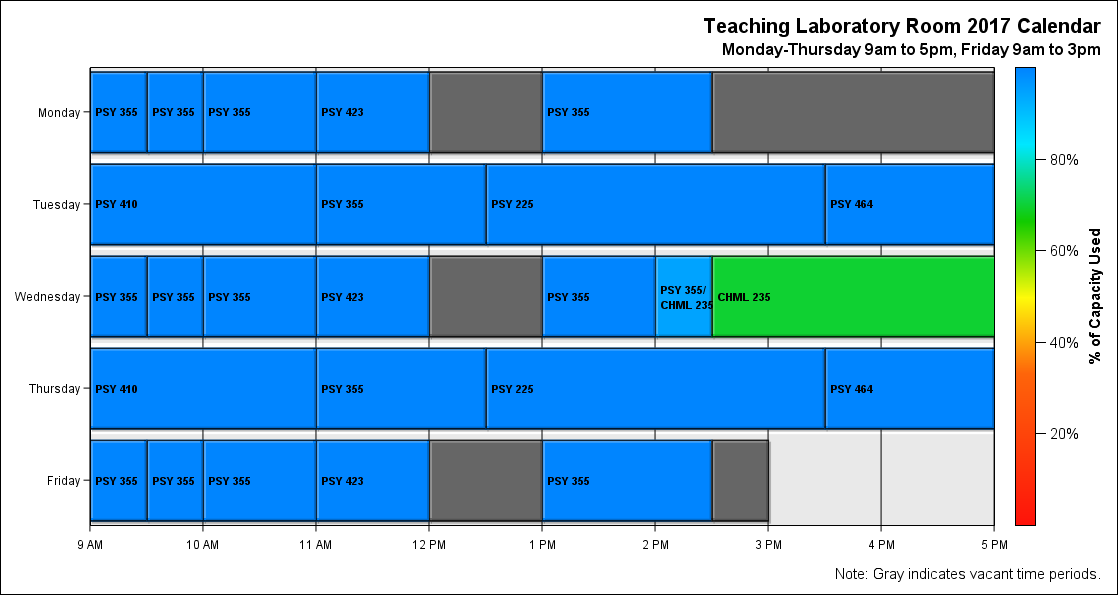 Teaching Laboratory Room 2017 Calendar
Monday-Thursday 9am to 5pm, Friday 9am to 3pm
Monday
PSY 355
PSY 355
PSY 355
PSY 423
PSY 355
Tuesday
PSY 410
PSY 355
PSY 225
PSY 464
Wednesday
PSY 355
PSY 355
PSY 355
PSY 423
PSY 355
PSY 355/
CHML 235
CHML 235
Thursday
PSY 410
PSY 355
PSY 225
PSY 464
Friday
PSY 355
PSY 355
PSY 355
PSY 423
PSY 355
9 AM
10 AM
11 AM
12 PM
1 PM
2 PM
3 PM
4 PM
5 PM
80%
60%
40%
20%
% of Capacity Used
Note: Gray indicates vacant time periods.